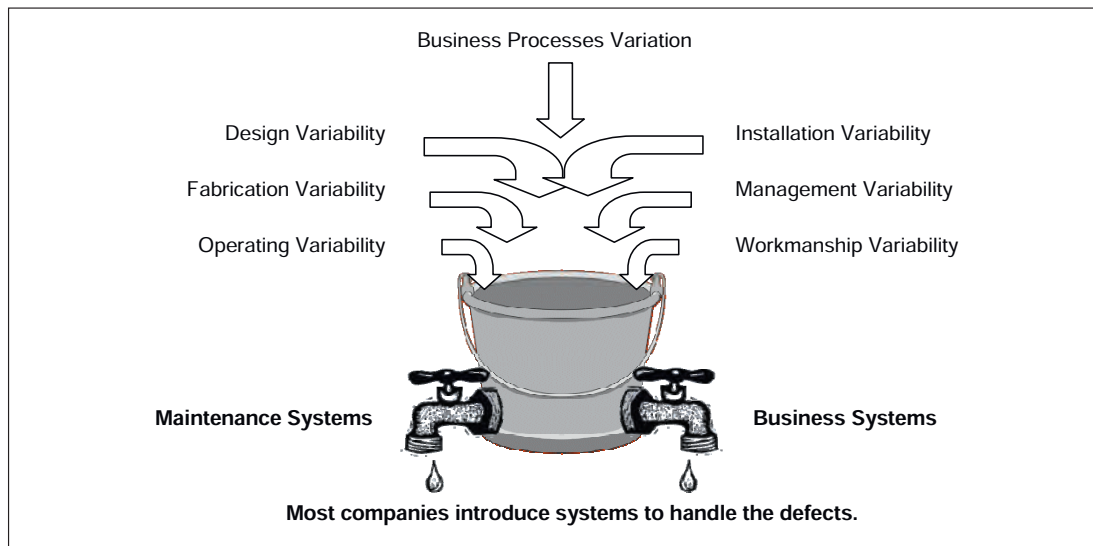 Business Processes Variation
Design Variability
Installation Variability
Fabrication Variability
Management Variability
Operating Variability
Workmanship Variability
Maintenance Systems
Business Systems
Most companies introduce systems to handle the defects.